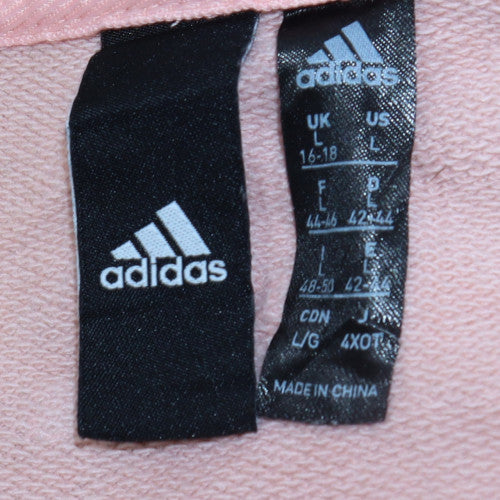 adidas
adidas
UK US
L L
16-18
F D
L L
44-46 42-44
I E
L L
48-50 42-44
CDN J
L/G 4XOT
MADE IN CHINA